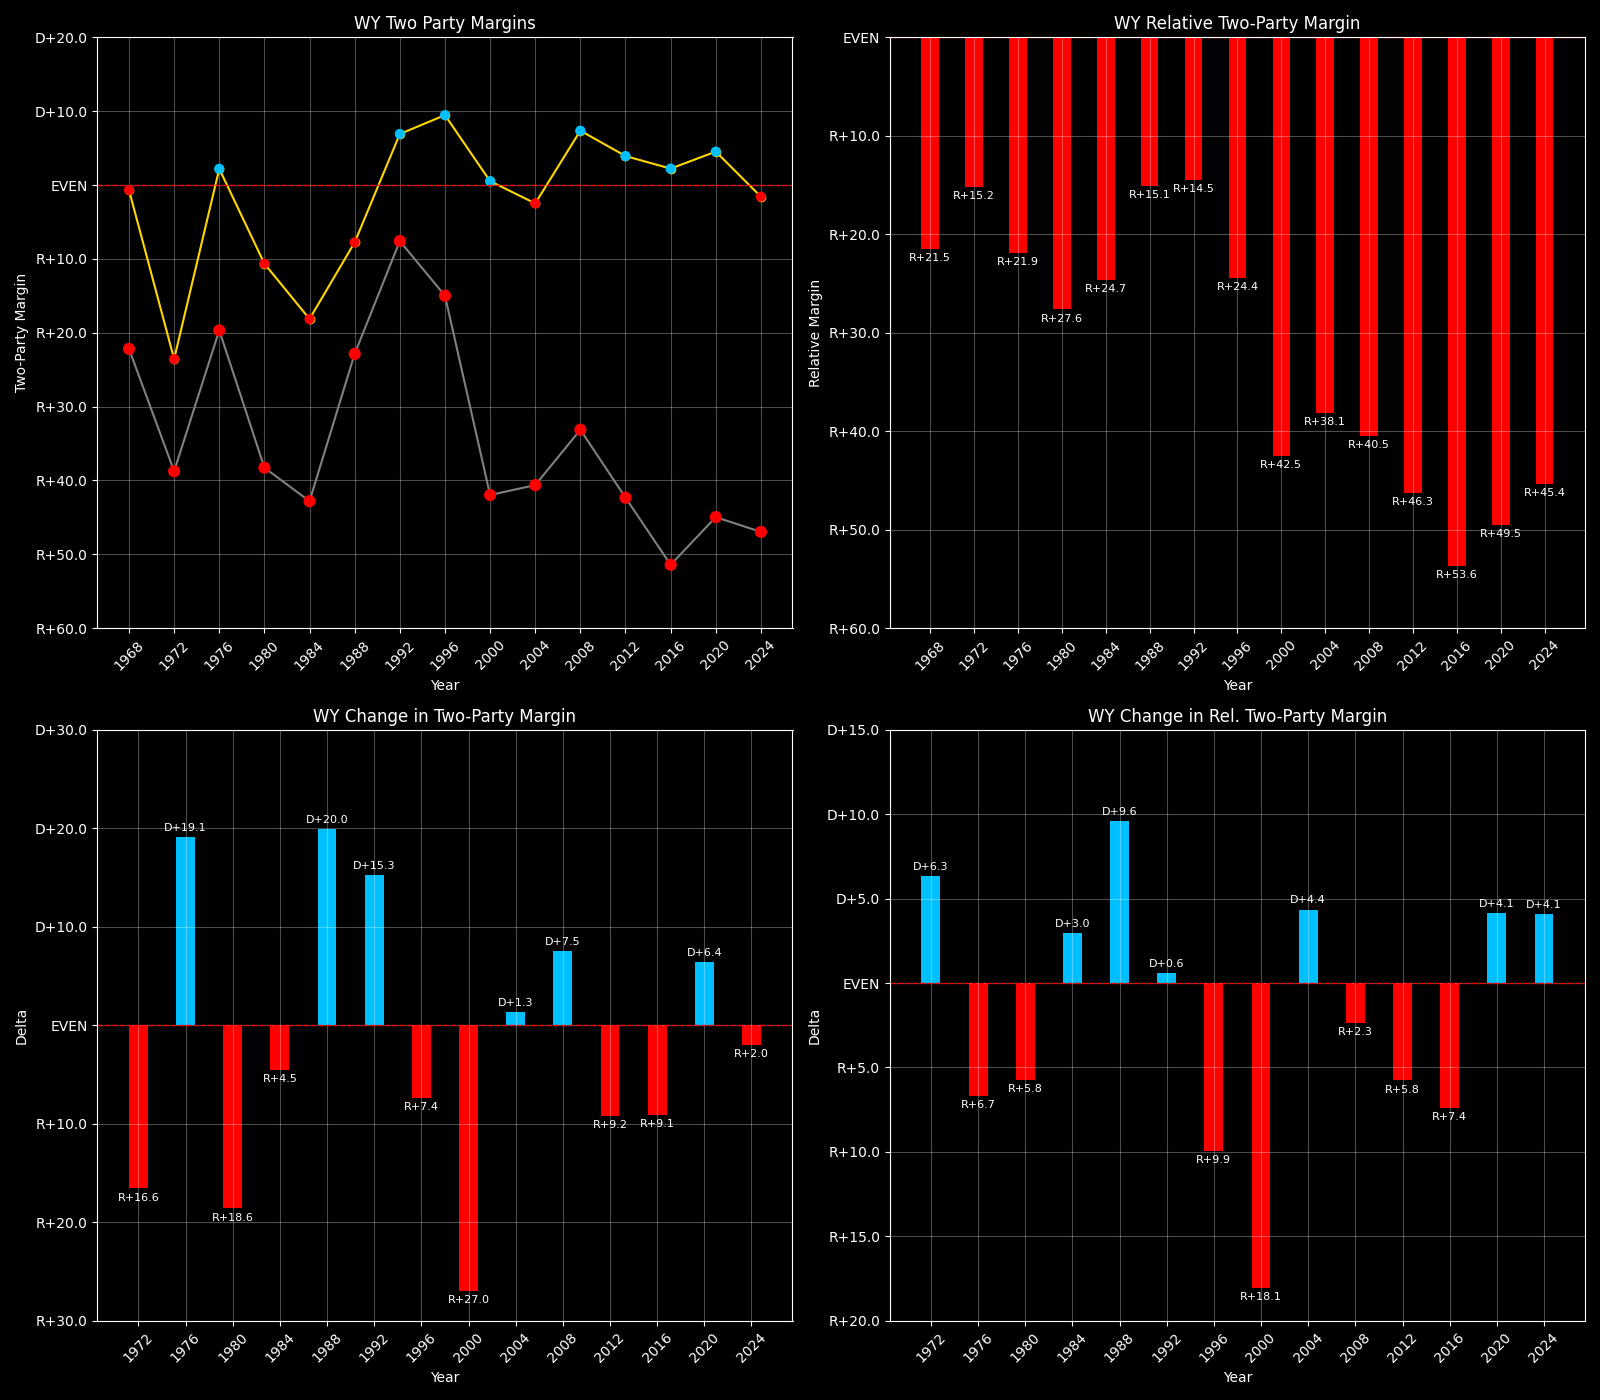 WY Two Party Margins
D+20.0
D+10.0
EVEN
R+10.0
R+20.0
R+30.0
R+40.0
R+50.0
R+60.0
Two-Party Margin
1968 1972 1976 1980 1984 1988 1992 1996 2000 2004 2008 2012 2016 2020 2024
Year
WY Relative Two-Party Margin
EVEN
R+10.0
R+20.0
R+30.0
R+40.0
R+50.0
R+60.0
Relative Margin
R+21.5 R+15.2 R+21.9 R+27.6 R+24.7 R+15.1 R+14.5 R+24.4 R+42.5 R+38.1 R+40.5 R+46.3 R+53.6 R+49.5 R+45.4
1968 1972 1976 1980 1984 1988 1992 1996 2000 2004 2008 2012 2016 2020 2024
Year
WY Change in Two-Party Margin
D+30.0
D+20.0
D+10.0
EVEN
R+10.0
R+20.0
R+30.0
Delta
R+16.6 D+19.1 R+18.6 R+4.5 D+20.0 D+15.3 R+7.4 R+27.0 D+1.3 D+7.5 R+9.2 R+9.1 D+6.4 R+2.0
1972 1976 1980 1984 1988 1992 1996 2000 2004 2008 2012 2016 2020 2024
Year
WY Change in Rel. Two-Party Margin
D+15.0
D+10.0
D+5.0
EVEN
R+5.0
R+10.0
R+15.0
R+20.0
Delta
D+6.3 R+6.7 R+5.8 D+3.0 D+9.6 D+0.6 R+9.9 R+18.1 D+4.4 R+2.3 R+5.8 R+7.4 D+4.1 D+4.1
1972 1976 1980 1984 1988 1992 1996 2000 2004 2008 2012 2016 2020 2024
Year